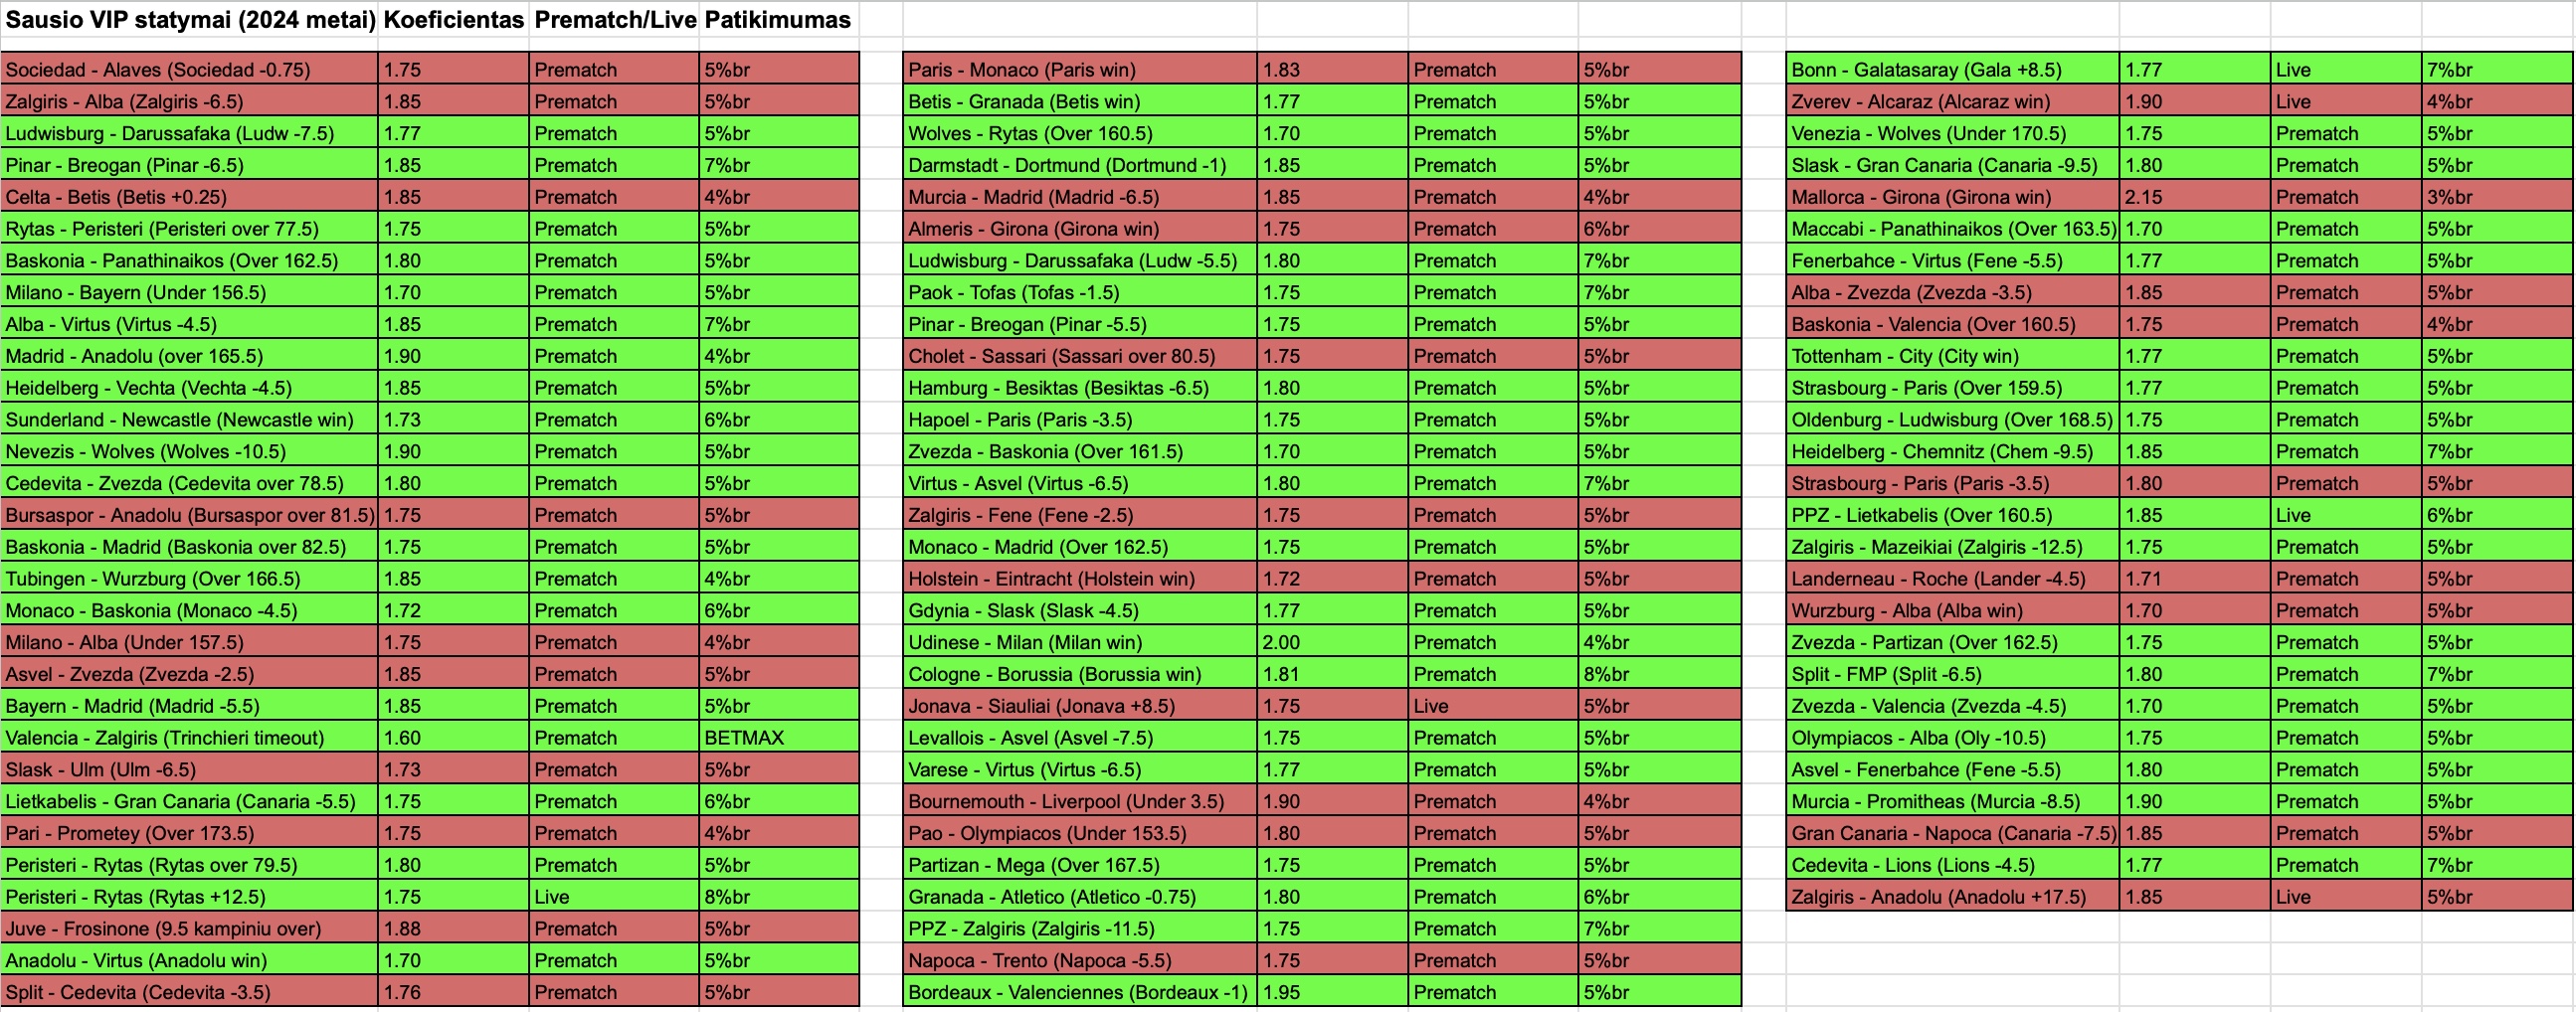 Sausio VIP statymai (2024 metai) Koeficientas Prematch/Live Patikimumas
Sociedad - Alaves (Sociedad -0.75) 1.75 Prematch 5%br
Zalgiris - Alba (Zalgiris -6.5) 1.85 Prematch 5%br
Ludwisburg - Darussafaka (Ludw -7.5) 1.77 Prematch 5%br
Pinar - Breogan (Pinar -6.5) 1.85 Prematch 7%br
Celta - Betis (Betis +0.25) 1.85 Prematch 4%br
Rytas - Peristeri (Peristeri over 77.5) 1.75 Prematch 5%br
Baskonia - Panathinaikos (Over 162.5) 1.80 Prematch 5%br
Milano - Bayern (Under 156.5) 1.70 Prematch 5%br
Alba - Virtus (Virtus -4.5) 1.85 Prematch 7%br
Madrid - Anadolu (over 165.5) 1.90 Prematch 4%br
Heidelberg - Vechta (Vechta -4.5) 1.85 Prematch 5%br
Sunderland - Newcastle (Newcastle win) 1.73 Prematch 6%br
Nevezis - Wolves (Wolves -10.5) 1.90 Prematch 5%br
Cedevita - Zvezda (Cedevita over 78.5) 1.80 Prematch 5%br
Bursaspor - Anadolu (Bursaspor over 81.5) 1.75 Prematch 5%br
Baskonia - Madrid (Baskonia over 82.5) 1.75 Prematch 5%br
Tubingen - Wurzburg (Over 166.5) 1.85 Prematch 4%br
Monaco - Baskonia (Monaco -4.5) 1.72 Prematch 6%br
Milano - Alba (Under 157.5) 1.75 Prematch 4%br
Asvel - Zvezda (Zvezda -2.5) 1.85 Prematch 5%br
Bayern - Madrid (Madrid -5.5) 1.85 Prematch 5%br
Valencia - Zalgiris (Trinchieri timeout) 1.60 Prematch BETMAX
Slask - Ulm (Ulm -6.5) 1.73 Prematch 5%br
Lietkabelis - Gran Canaria (Canaria -5.5) 1.75 Prematch 6%br
Pari - Prometey (Over 173.5) 1.75 Prematch 4%br
Peristeri - Rytas (Rytas over 79.5) 1.80 Prematch 5%br
Peristeri - Rytas (Rytas +12.5) 1.75 Live 8%br
Juve - Frosinone (9.5 kampiniu over) 1.88 Prematch 5%br
Anadolu - Virtus (Anadolu win) 1.70 Prematch 5%br
Split - Cedevita (Cedevita -3.5) 1.76 Prematch 5%br
Paris - Monaco (Paris win) 1.83 Prematch 5%br
Betis - Granada (Betis win) 1.77 Prematch 5%br
Wolves - Rytas (Over 160.5) 1.70 Prematch 5%br
Darmstadt - Dortmund (Dortmund -1) 1.85 Prematch 5%br
Murcia - Madrid (Madrid -6.5) 1.85 Prematch 4%br
Almeris - Girona (Girona win) 1.75 Prematch 6%br
Ludwisburg - Darussafaka (Ludw -5.5) 1.80 Prematch 7%br
Paok - Tofas (Tofas -1.5) 1.75 Prematch 7%br
Pinar - Breogan (Pinar -5.5) 1.75 Prematch 5%br
Cholet - Sassari (Sassari over 80.5) 1.75 Prematch 5%br
Hamburg - Besiktas (Besiktas -6.5) 1.80 Prematch 5%br
Hapoel - Paris (Paris -3.5) 1.75 Prematch 5%br
Zvezda - Baskonia (Over 161.5) 1.70 Prematch 5%br
Virtus - Asvel (Virtus -6.5) 1.80 Prematch 7%br
Zalgiris - Fene (Fene -2.5) 1.75 Prematch 5%br
Monaco - Madrid (Over 162.5) 1.75 Prematch 5%br
Holstein - Eintracht (Holstein win) 1.72 Prematch 5%br
Gdynia - Slask (Slask -4.5) 1.77 Prematch 5%br
Udinese - Milan (Milan win) 2.00 Prematch 4%br
Cologne - Borussia (Borussia win) 1.81 Prematch 8%br
Jonava - Siauliai (Jonava +8.5) 1.75 Live 5%br
Levallois - Asvel (Asvel -7.5) 1.75 Prematch 5%br
Varese - Virtus (Virtus -6.5) 1.77 Prematch 5%br
Bournemouth - Liverpool (Under 3.5) 1.90 Prematch 4%br
Pao - Olympiacos (Under 153.5) 1.80 Prematch 5%br
Partizan - Mega (Over 167.5) 1.75 Prematch 5%br
Granada - Atletico (Atletico -0.75) 1.80 Prematch 6%br
PPZ - Zalgiris (Zalgiris -11.5) 1.75 Prematch 7%br
Napoca - Trento (Napoca -5.5) 1.75 Prematch 5%br
Bordeaux - Valenciennes (Bordeaux -1) 1.95 Prematch 5%br
Bonn - Galatasaray (Gala +8.5) 1.77 Live 7%br
Zverev - Alcaraz (Alcaraz win) 1.90 Live 4%br
Venezia - Wolves (Under 170.5) 1.75 Prematch 5%br
Slask - Gran Canaria (Canaria -9.5) 1.80 Prematch 5%br
Mallorca - Girona (Girona win) 2.15 Prematch 3%br
Maccabi - Panathinaikos (Over 163.5) 1.70 Prematch 5%br
Fenerbahce - Virtus (Fene -5.5) 1.77 Prematch 5%br
Alba - Zvezda (Zvezda -3.5) 1.85 Prematch 5%br
Baskonia - Valencia (Over 160.5) 1.75 Prematch 4%br
Tottenham - City (City win) 1.77 Prematch 5%br
Strasbourg - Paris (Over 159.5) 1.77 Prematch 5%br
Oldenburg - Ludwisburg (Over 168.5) 1.75 Prematch 5%br
Heidelberg - Chemnitz (Chem -9.5) 1.85 Prematch 7%br
Strasbourg - Paris (Paris -3.5) 1.80 Prematch 5%br
PPZ - Lietkabelis (Over 160.5) 1.85 Live 6%br
Zalgiris - Mazeikiai (Zalgiris -12.5) 1.75 Prematch 5%br
Landerneau - Roche (Lander -4.5) 1.71 Prematch 5%br
Wurzburg - Alba (Alba win) 1.70 Prematch 5%br
Zvezda - Partizan (Over 162.5) 1.75 Prematch 5%br
Split - FMP (Split -6.5) 1.80 Prematch 7%br
Zvezda - Valencia (Zvezda -4.5) 1.70 Prematch 5%br
Olympiacos - Alba (Oly -10.5) 1.75 Prematch 5%br
Asvel - Fenerbahce (Fene -5.5) 1.80 Prematch 5%br
Murcia - Promitheas (Murcia -8.5) 1.90 Prematch 5%br
Gran Canaria - Napoca (Canaria -7.5) 1.85 Prematch 5%br
Cedevita - Lions (Lions -4.5) 1.77 Prematch 7%br
Zalgiris - Anadolu (Anadolu +17.5) 1.85 Live 5%br